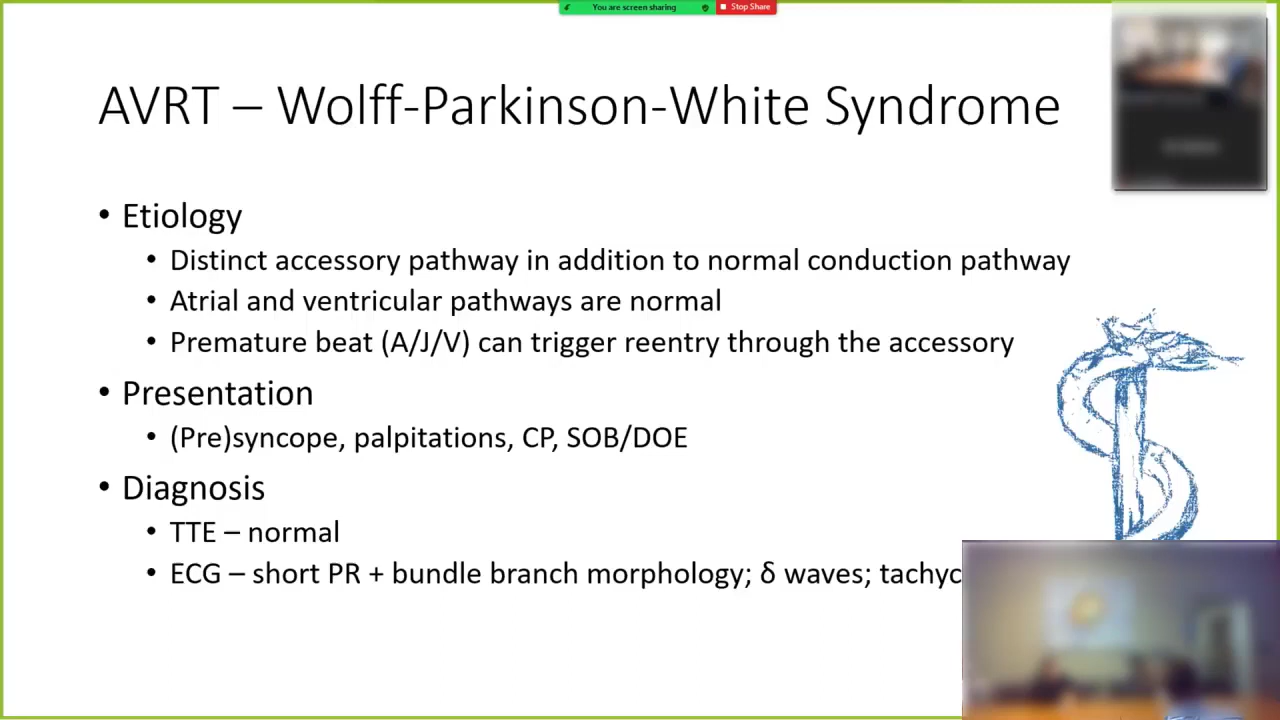 You are screen sharing
Stop Share
AVRT – Wolff-Parkinson-White Syndrome
• Etiology
• Distinct accessory pathway in addition to normal conduction pathway
• Atrial and ventricular pathways are normal
• Premature beat (A/J/V) can trigger reentry through the accessory
• Presentation
• (Pre)syncope, palpitations, CP, SOB/DOE
• Diagnosis
• TTE – normal
• ECG – short PR + bundle branch morphology; δ waves; tachyc